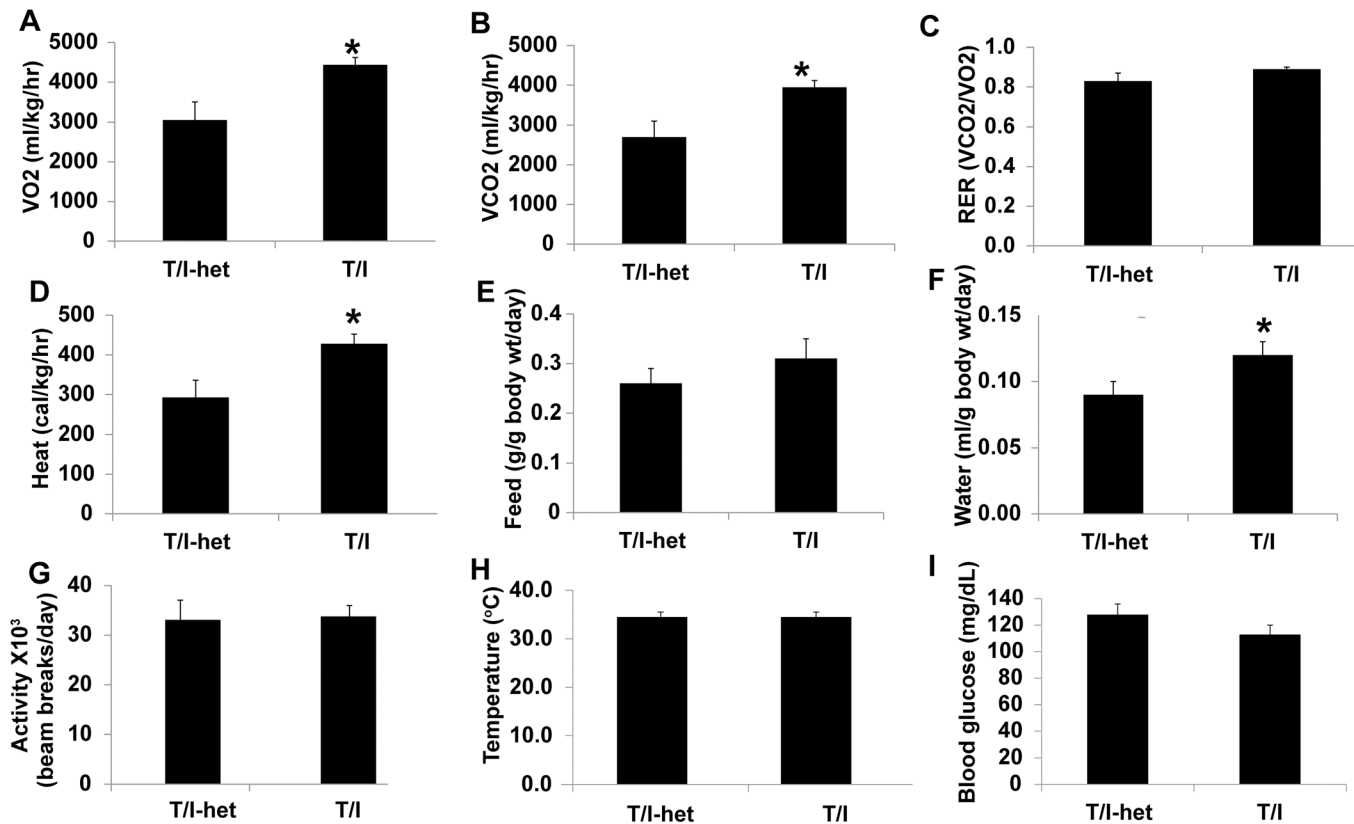 A
VO2 (ml/kg/hr)
5000
4000
3000
2000
1000
0
*
T/I-het T/I
B
VCO2 (ml/kg/hr)
5000
4000
3000
2000
1000
0
*
T/I-het T/I
C
RER (VCO2/VO2)
1.0
0.8
0.6
0.4
0.2
0.0
T/I-het T/I
D
Heat (cal/kg/hr)
500
400
300
200
100
0
*
T/I-het T/I
E
Feed (g/g body wt/day)
0.4
0.3
0.2
0.1
0
T/I-het T/I
F
Water (ml/g body wt/day)
0.15
0.10
0.05
0.00
*
T/I-het T/I
G
Activity X10³
(beam breaks/day)
40
30
20
10
0
T/I-het T/I
H
Temperature (°C)
40.0
30.0
20.0
10.0
0.0
T/I-het T/I
I
Blood glucose (mg/dL)
140
120
100
80
60
40
20
0
T/I-het T/I